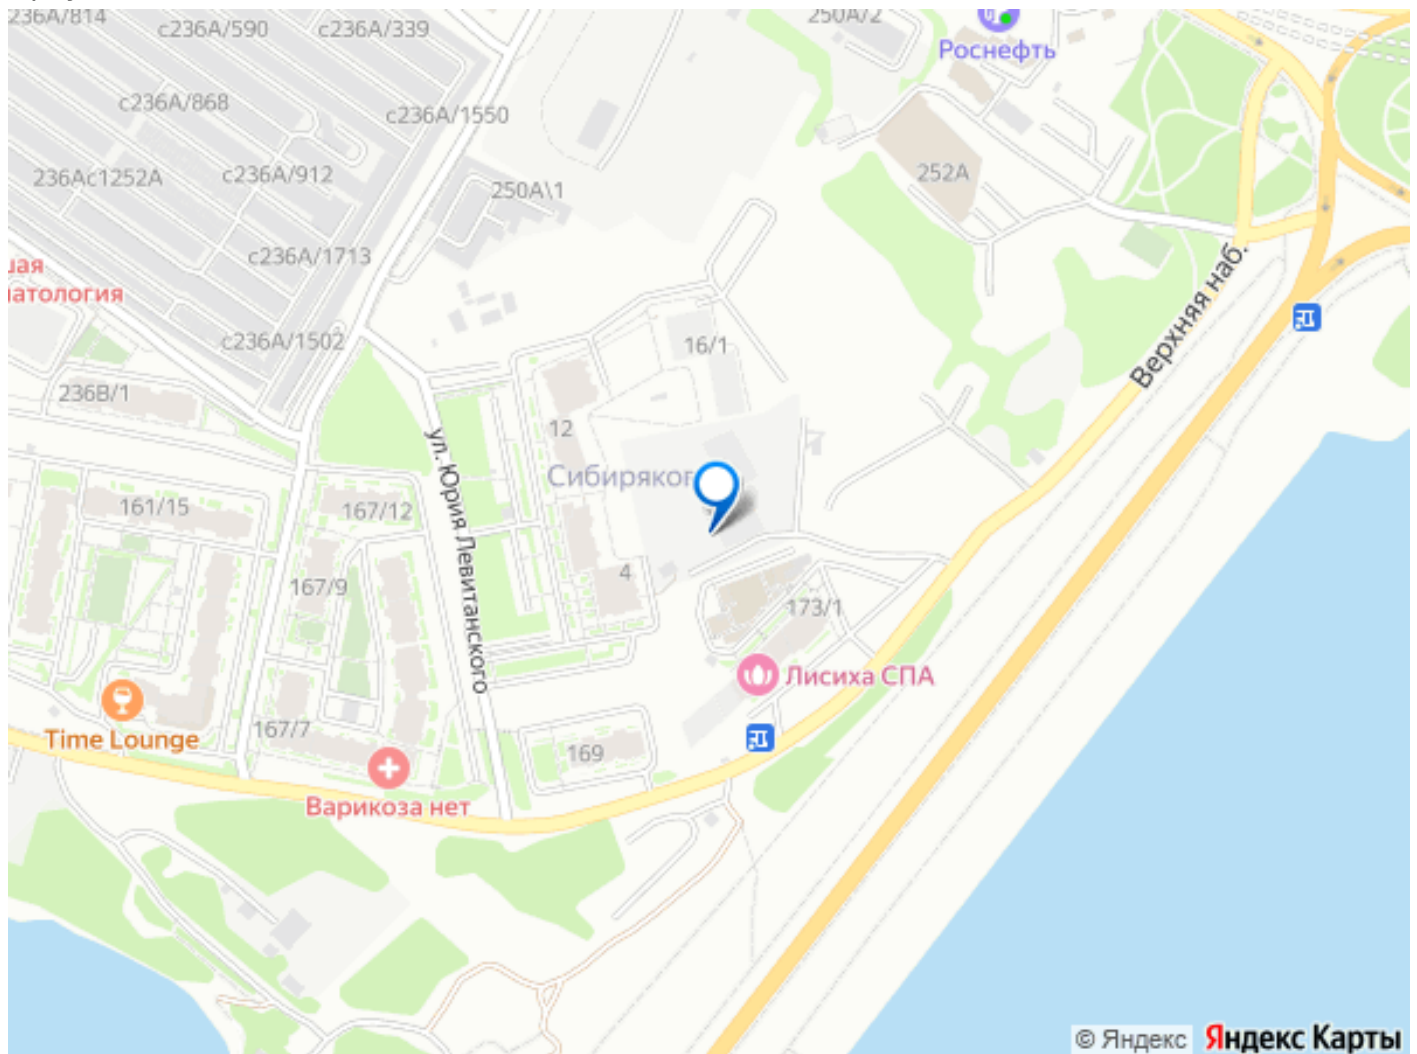 236А/814
с236А/590
с236А/339
250А/2
Роснефть
с236А/868
с236А/1550
236Ас1252А
с236А/912
250А\1
252А
с236А/1713
с236А/1502
Верхняя наб.
16/1
236В/1
12
ул. Юрия Левитанского
161/15
167/12
167/9
4
173/1
Лисиха СПА
Time Lounge
167/7
169
Варикоза нет
© Яндекс Яндекс Карты